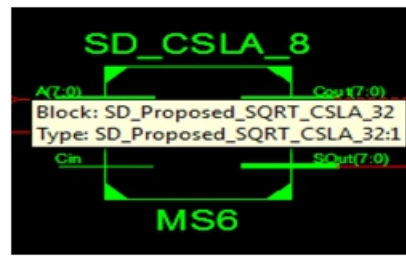 SD_CSLA_8
A(7:0) Cout(7:0)
Block: SD_Proposed_SQRT_CSLA_32
Type: SD_Proposed_SQRT_CSLA_32:1
Cin SOut(7:0)
MS6